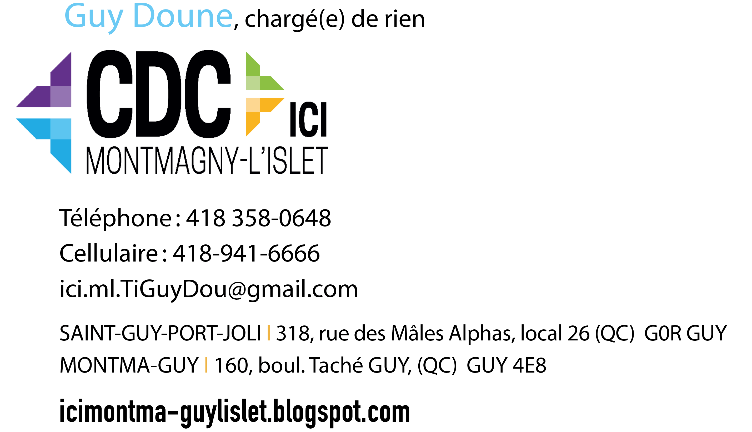 Guy Doune, chargé(e) de rien
CDC ICI
MONTMAGNY-L'ISLET
Téléphone : 418 358-0648
Cellulaire : 418-941-6666
ici.ml.TiGuyDou@gmail.com
SAINT-GUY-PORT-JOLI | 318, rue des Mâles Alphas, local 26 (QC) G0R GUY
MONTMA-GUY | 160, boul. Taché GUY, (QC) GUY 4E8
icimontma-guylislet.blogspot.com